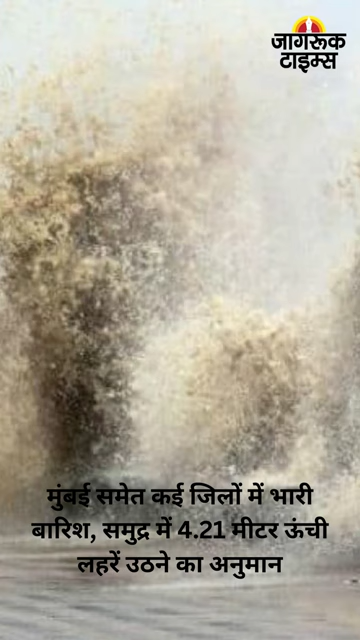 जागरूक
टाइम्स
मुंबई समेत कई जिलों में भारी
बारिश, समुद्र में 4.21 मीटर ऊंची
लहरें उठने का अनुमान